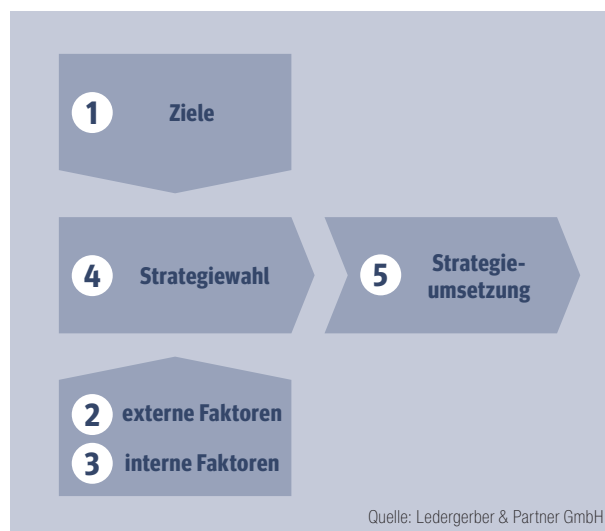 1 Ziele
4 Strategiewahl
5 Strategie-
umsetzung
2 externe Faktoren
3 interne Faktoren
Quelle: Ledergerber & Partner GmbH